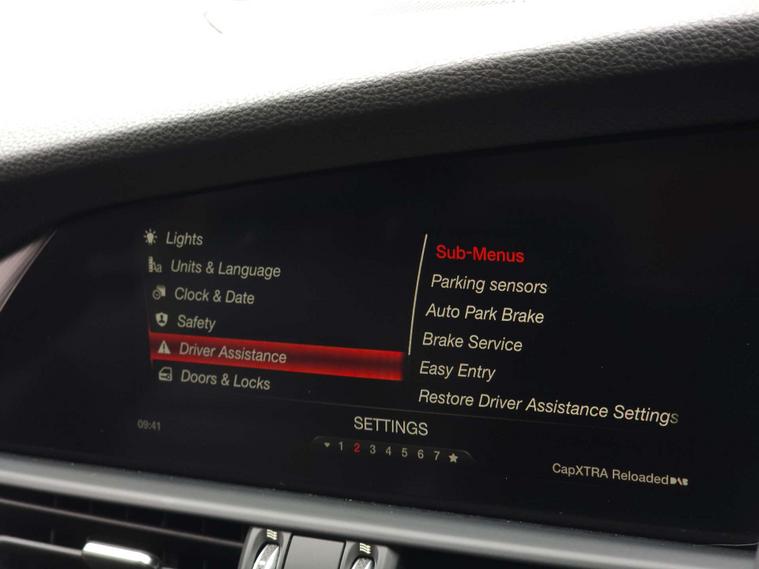 Lights
Units & Language
Clock & Date
Safety
Driver Assistance
Doors & Locks
Sub-Menus
Parking sensors
Auto Park Brake
Brake Service
Easy Entry
Restore Driver Assistance Settings
09:41
SETTINGS
1 2 3 4 5 6 7
CapXTRA Reloaded DAB